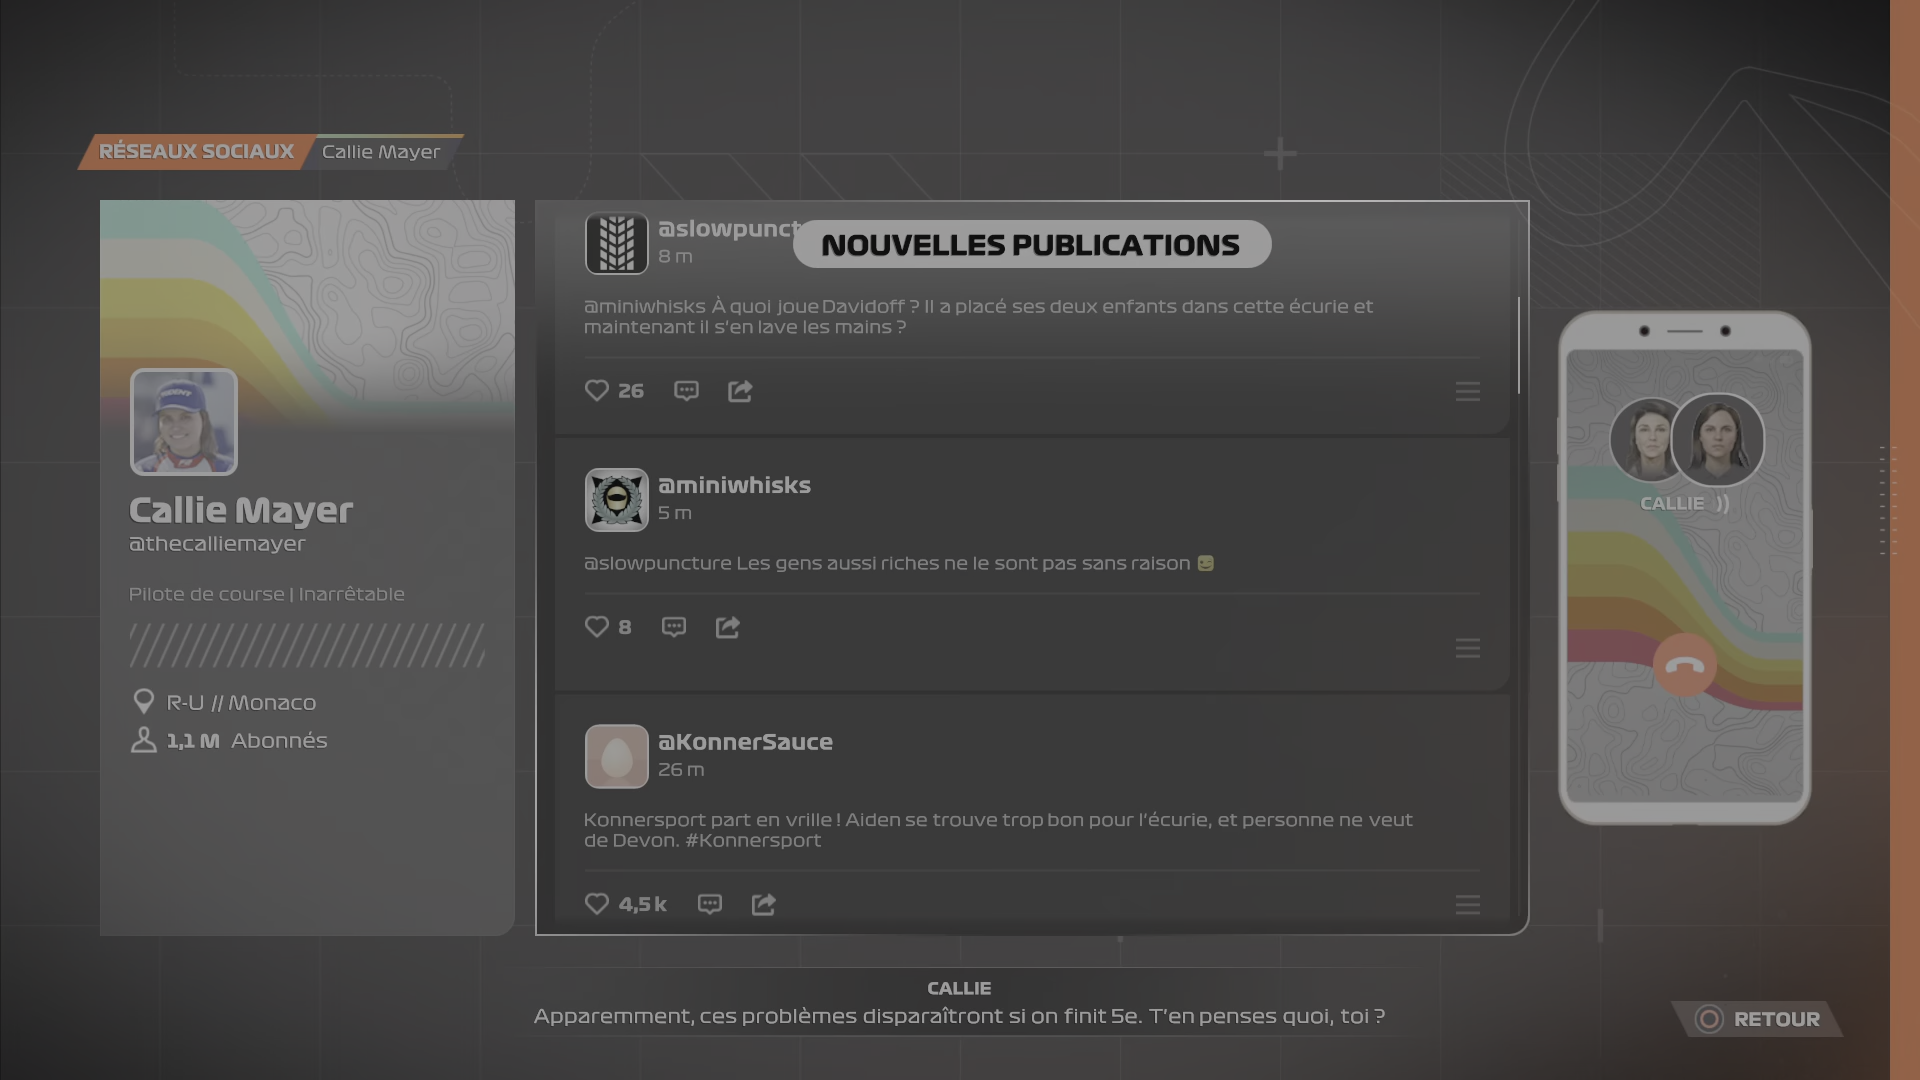 RÉSEAUX SOCIAUX Callie Mayer
Callie Mayer
@thecalliemayer
Pilote de course | Inarrêtable
R-U // Monaco
1,1 M Abonnés
NOUVELLES PUBLICATIONS
@slowpunct
8 m
@miniwhisks À quoi joue Davidoff ? Il a placé ses deux enfants dans cette écurie et
maintenant il s'en lave les mains ?
26
@miniwhisks
5 m
@slowpuncture Les gens aussi riches ne le sont pas sans raison
8
@KonnerSauce
26 m
Konnersport part en vrille ! Aiden se trouve trop bon pour l'écurie, et personne ne veut
de Devon. #Konnersport
4,5 k
CALLIE
CALLIE
Apparemment, ces problèmes disparaîtront si on finit 5e. T'en penses quoi, toi ?
RETOUR